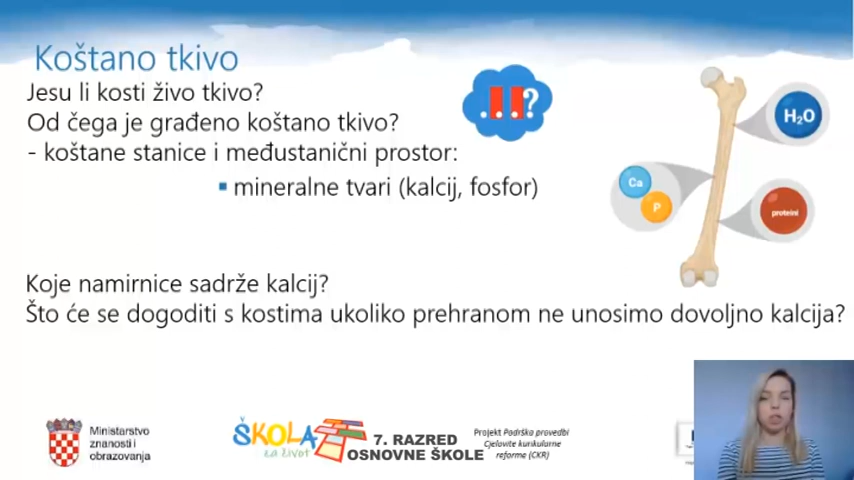 Koštano tkivo
Jesu li kosti živo tkivo?
Od čega je građeno koštano tkivo?
- koštane stanice i međustanični prostor:
▪ mineralne tvari (kalcij, fosfor)
...!!?
H₂O
Ca
P
proteini
Koje namirnice sadrže kalcij?
Što će se dogoditi s kostima ukoliko prehranom ne unosimo dovoljno kalcija?
Ministarstvo
znanosti i
obrazovanja
ŠKOLA
za život
7. RAZRED
OSNOVNE ŠKOLE
Projekt Podrška provedbi
Cjelovite kurikularne
reforme (CKR)